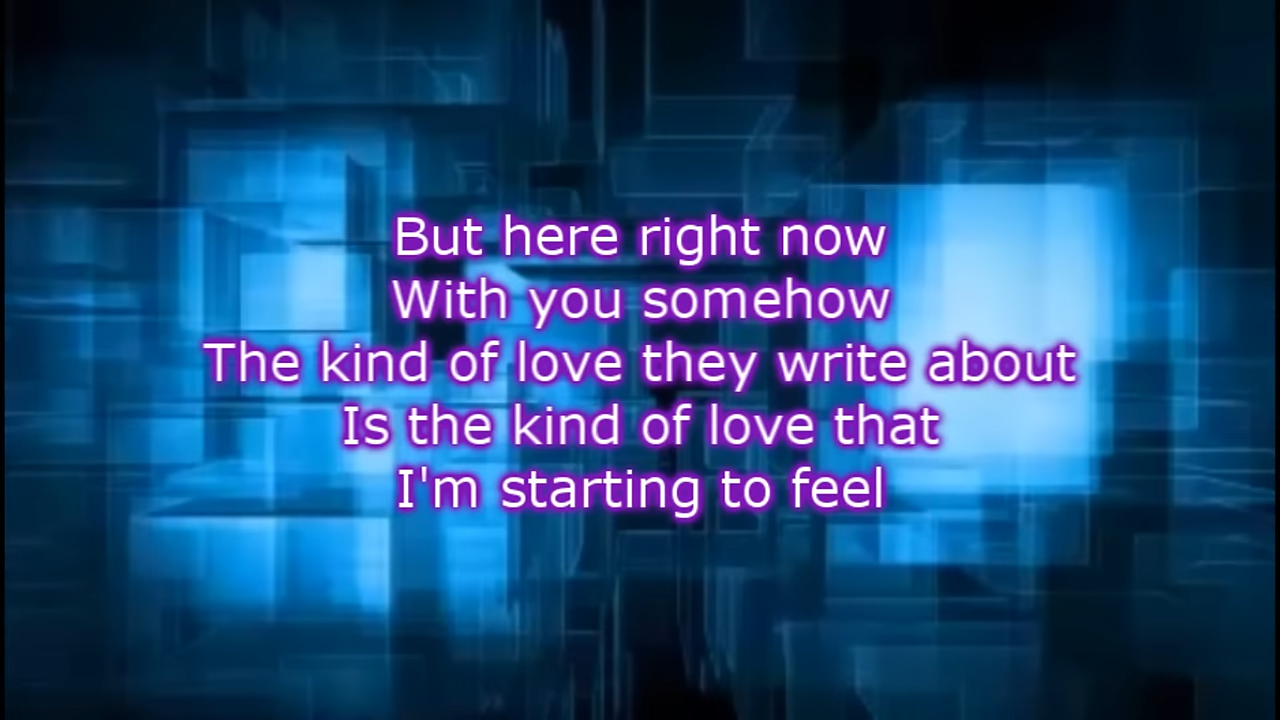 But here right now
With you somehow
The kind of love they write about
Is the kind of love that
I'm starting to feel